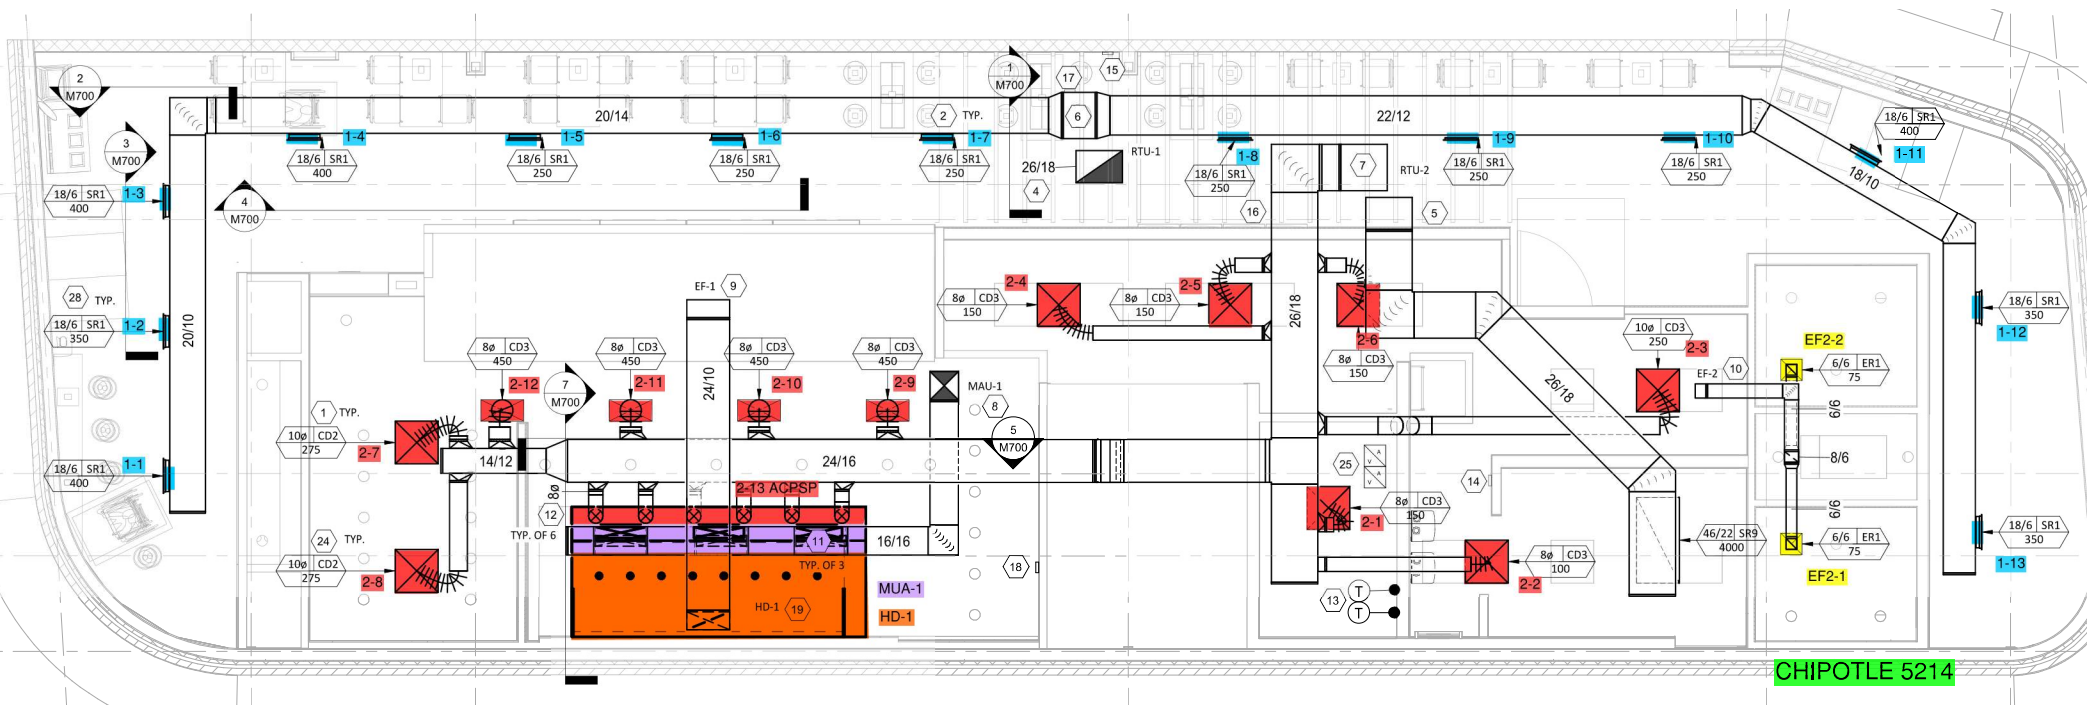 2
M700
3
M700
4
M700
1
M700
17
15
20/14
2 TYP.
6
22/12
1-4
18/6 SR1
400
1-5
18/6 SR1
250
1-6
18/6 SR1
250
1-7
18/6 SR1
250
26/18
RTU-1
4
1-8
18/6 SR1
250
16
7
RTU-2
5
1-9
18/6 SR1
250
1-10
18/6 SR1
250
18/6 SR1
400
1-11
18/10
1-3
18/6 SR1
400
28 TYP.
1-2
18/6 SR1
350
20/10
1-1
18/6 SR1
400
EF-1 9
24/10
2-4
8ø CD3
150
2-5
8ø CD3
150
26/18
2-6
8ø CD3
150
10ø CD3
250
2-3
26/18
EF-2 10
EF2-2
6/6 ER1
75
6/6
8/6
6/6
6/6 ER1
75
EF2-1
18/6 SR1
350
1-12
18/6 SR1
350
1-13
8ø CD3
450
2-12
8ø CD3
450
2-11
8ø CD3
450
2-10
8ø CD3
450
2-9
7
M700
MAU-1
8
5
M700
1 TYP.
10ø CD2
275
2-7
14/12
24/16
25
14
8ø
2-13 ACPSP
12
TYP. OF 6
11
16/16
TYP. OF 3
24 TYP.
10ø CD2
275
2-8
18
MUA-1
HD-1
HD-1 19
8ø CD3
150
2-1
8ø CD3
100
2-2
13
T
T
46/22 SR9
4000
CHIPOTLE 5214